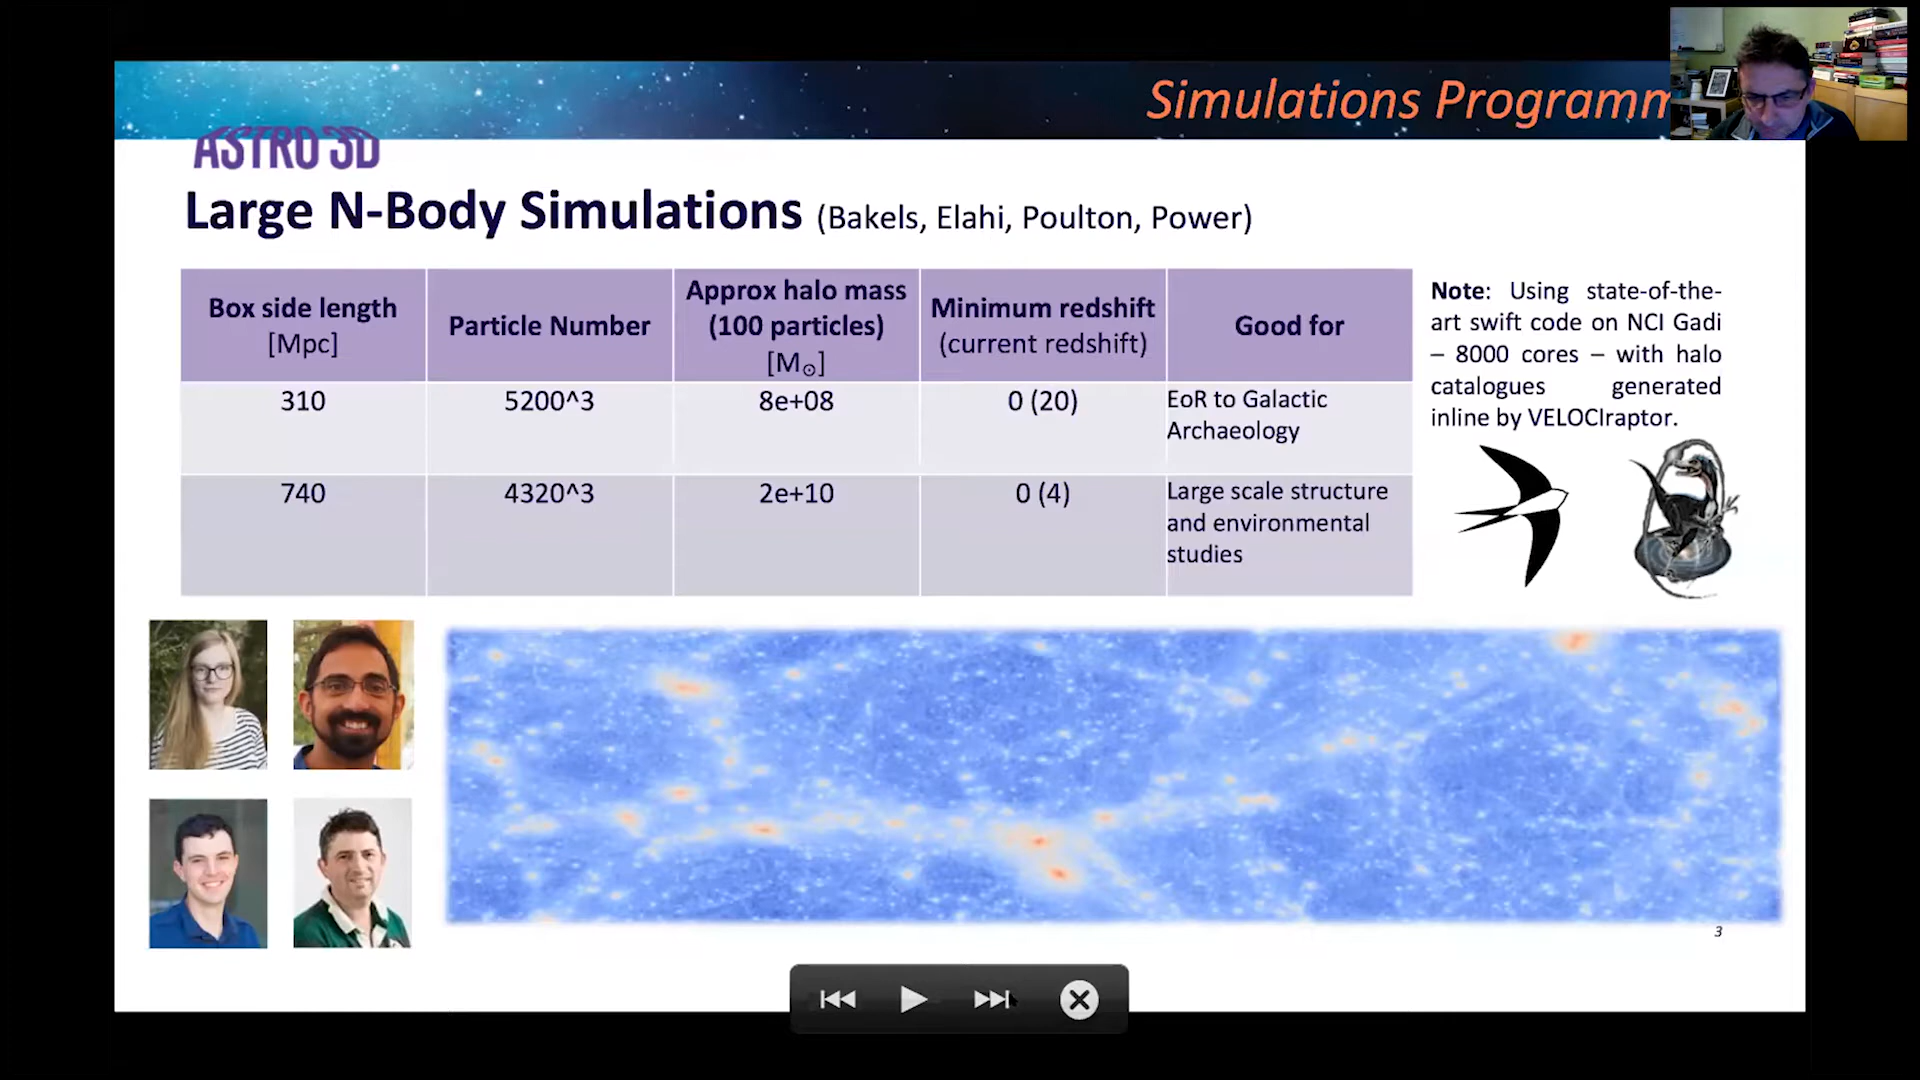 Simulations Programm
ASTRO 3D
Large N-Body Simulations (Bakels, Elahi, Poulton, Power)
Box side length
[Mpc]
Particle Number
Approx halo mass
(100 particles)
[M☉]
Minimum redshift
(current redshift)
Good for
310
5200^3
8e+08
0 (20)
EoR to Galactic
Archaeology
740
4320^3
2e+10
0 (4)
Large scale structure
and environmental
studies
Note: Using state-of-the-
art swift code on NCI Gadi
– 8000 cores – with halo
catalogues generated
inline by VELOCIraptor.
3